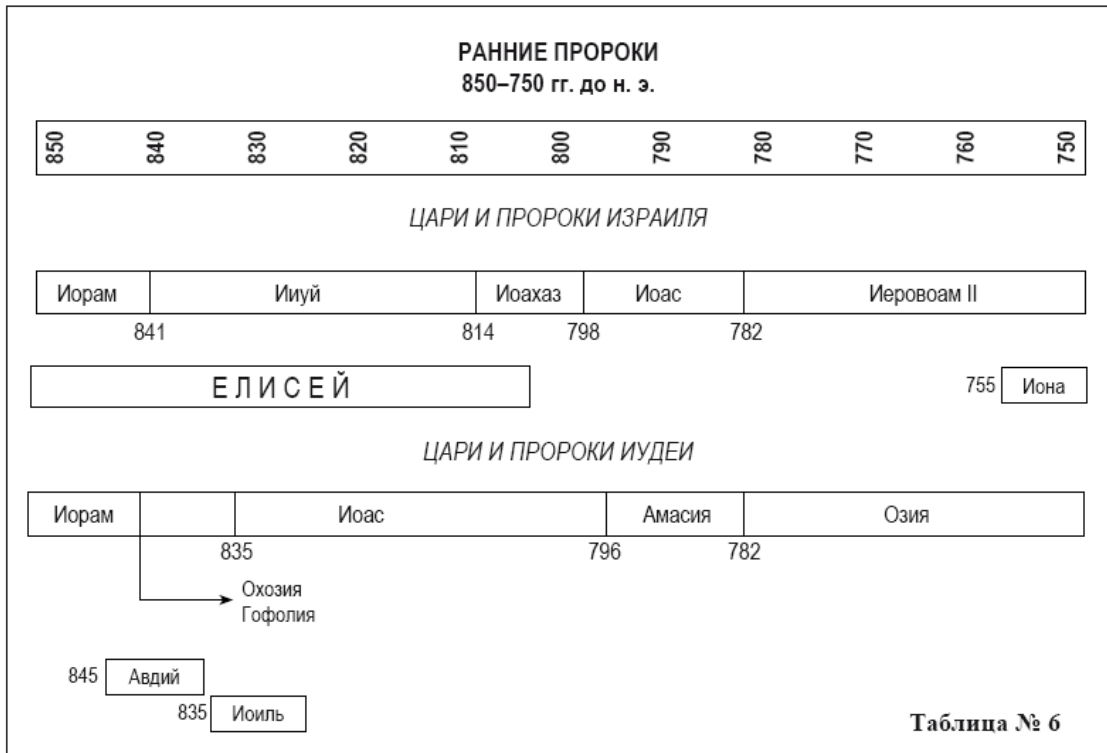 РАННИЕ ПРОРОКИ
850–750 гг. до н. э.
850 840 830 820 810 800 790 780 770 760 750
ЦАРИ И ПРОРОКИ ИЗРАИЛЯ
Иорам Ииуй Иоахаз Иоас Иеровоам II
841 814 798 782
ЕЛИСЕЙ 755 Иона
ЦАРИ И ПРОРОКИ ИУДЕИ
Иорам Иоас Амасия Озия
835 796 782
Охозия
Гофолия
845 Авдий
835 Иоиль
Таблица № 6